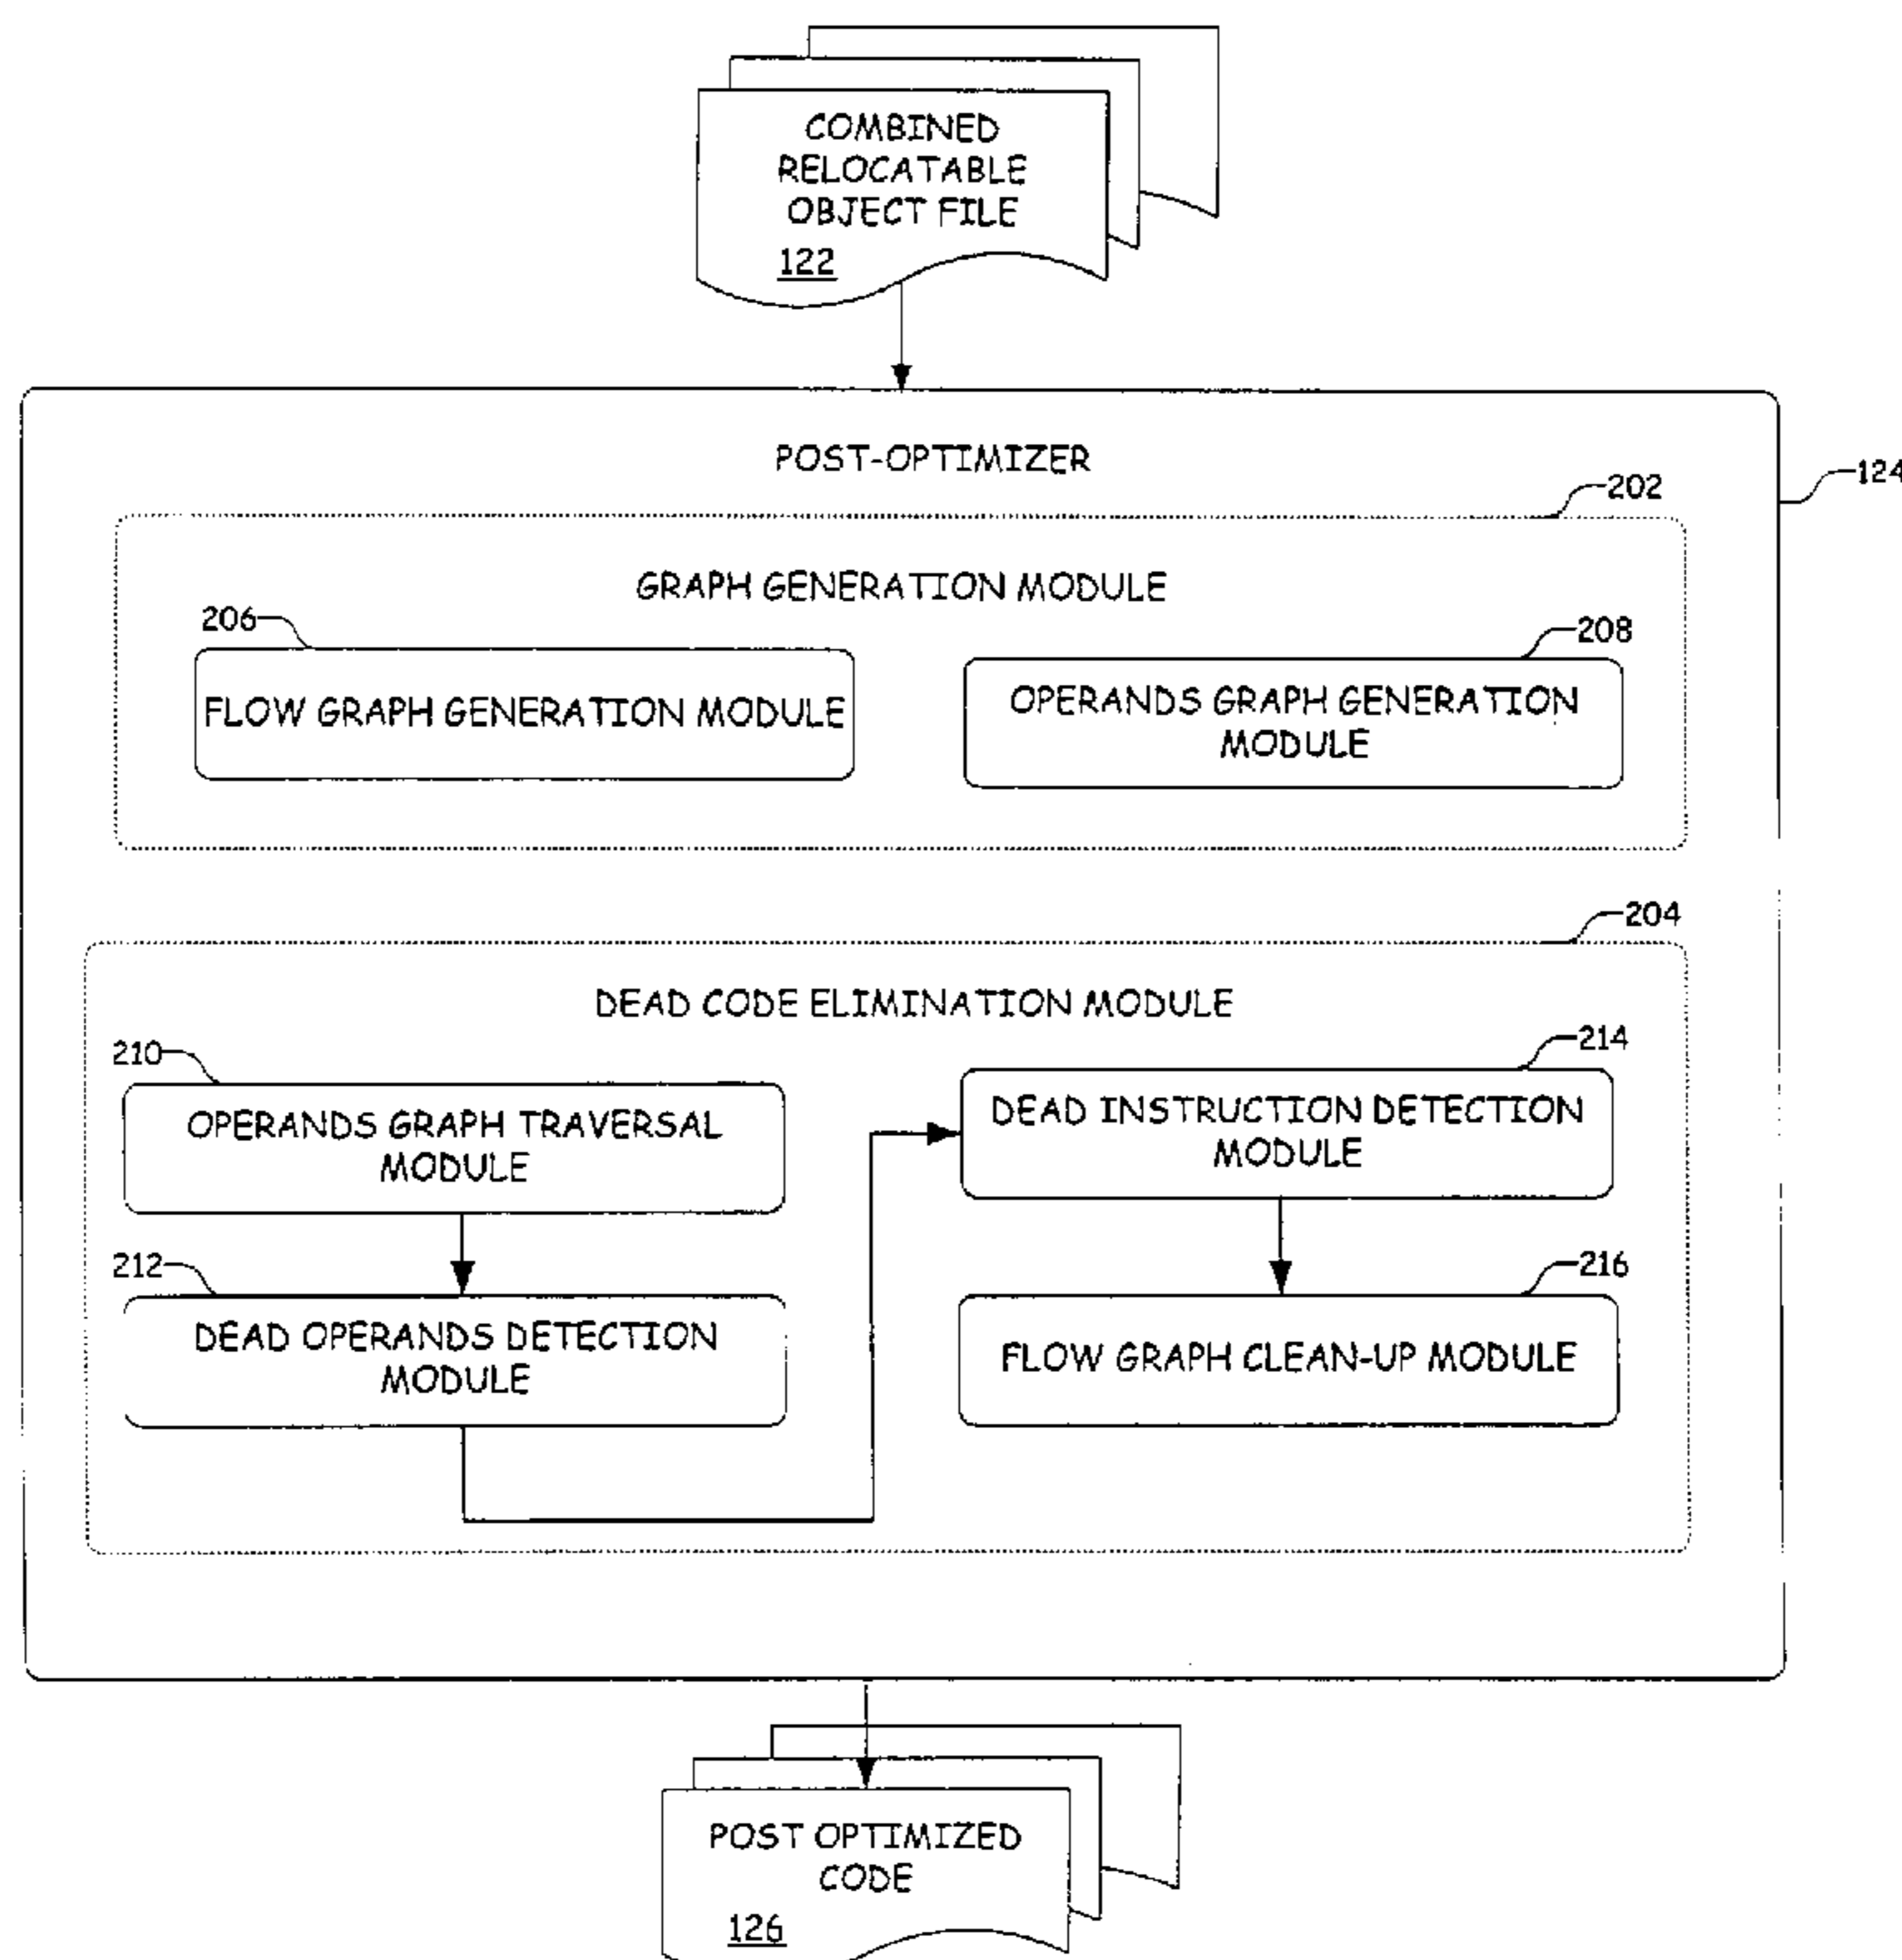 COMBINED
RELOCATABLE
OBJECT FILE
122
POST-OPTIMIZER
124
202
GRAPH GENERATION MODULE
206
FLOW GRAPH GENERATION MODULE
208
OPERANDS GRAPH GENERATION
MODULE
204
DEAD CODE ELIMINATION MODULE
210
OPERANDS GRAPH TRAVERSAL
MODULE
212
DEAD OPERANDS DETECTION
MODULE
214
DEAD INSTRUCTION DETECTION
MODULE
216
FLOW GRAPH CLEAN-UP MODULE
POST OPTIMIZED
CODE
126